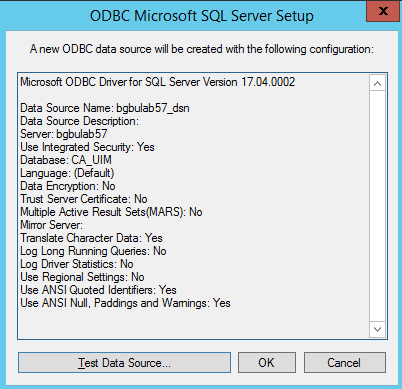 ODBC Microsoft SQL Server Setup
x
A new ODBC data source will be created with the following configuration:
Microsoft ODBC Driver for SQL Server Version 17.04.0002
Data Source Name: bgbulab57_dsn
Data Source Description:
Server: bgbulab57
Use Integrated Security: Yes
Database: CA_UIM
Language: (Default)
Data Encryption: No
Trust Server Certificate: No
Multiple Active Result Sets(MARS): No
Mirror Server:
Translate Character Data: Yes
Log Long Running Queries: No
Log Driver Statistics: No
Use Regional Settings: No
Use ANSI Quoted Identifiers: Yes
Use ANSI Null, Paddings and Warnings: Yes
Test Data Source... OK Cancel